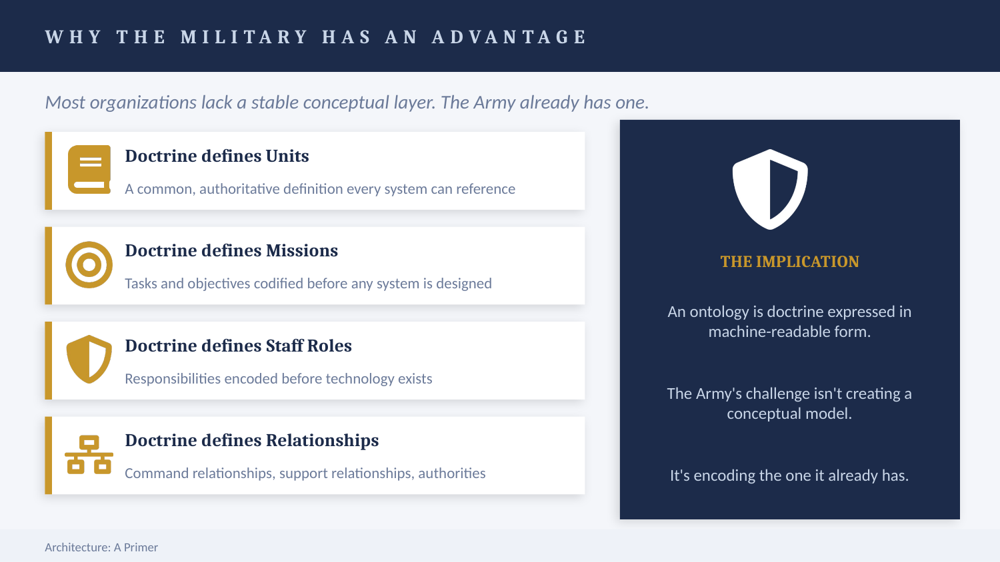 WHY THE MILITARY HAS AN ADVANTAGE
Most organizations lack a stable conceptual layer. The Army already has one.
Doctrine defines Units
A common, authoritative definition every system can reference
Doctrine defines Missions
Tasks and objectives codified before any system is designed
Doctrine defines Staff Roles
Responsibilities encoded before technology exists
Doctrine defines Relationships
Command relationships, support relationships, authorities
THE IMPLICATION
An ontology is doctrine expressed in
machine-readable form.
The Army's challenge isn't creating a
conceptual model.
It's encoding the one it already has.
Architecture: A Primer